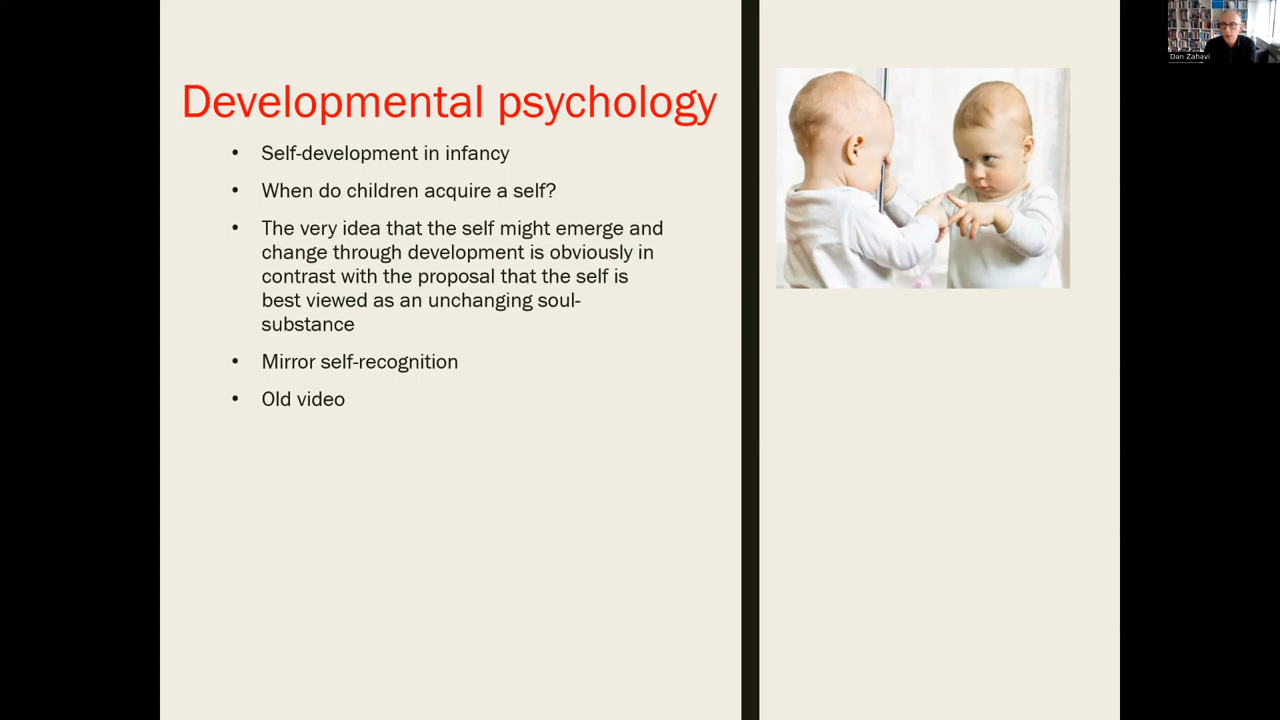 Developmental psychology
• Self-development in infancy
• When do children acquire a self?
• The very idea that the self might emerge and
change through development is obviously in
contrast with the proposal that the self is
best viewed as an unchanging soul-
substance
• Mirror self-recognition
• Old video
Dan Zahavi